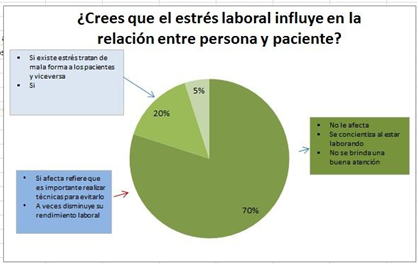 ¿Crees que el estrés laboral influye en la
relación entre persona y paciente?
• Si existe estrés tratan de
mala forma a los pacientes
y viceversa
• Si
5%
20%
• No le afecta
• Se concientiza al estar
laborando
• No se brinda una
buena atención
• Si afecta refiere que
es importante realizar
técnicas para evitarlo
• A veces disminuye su
rendimiento laboral
70%